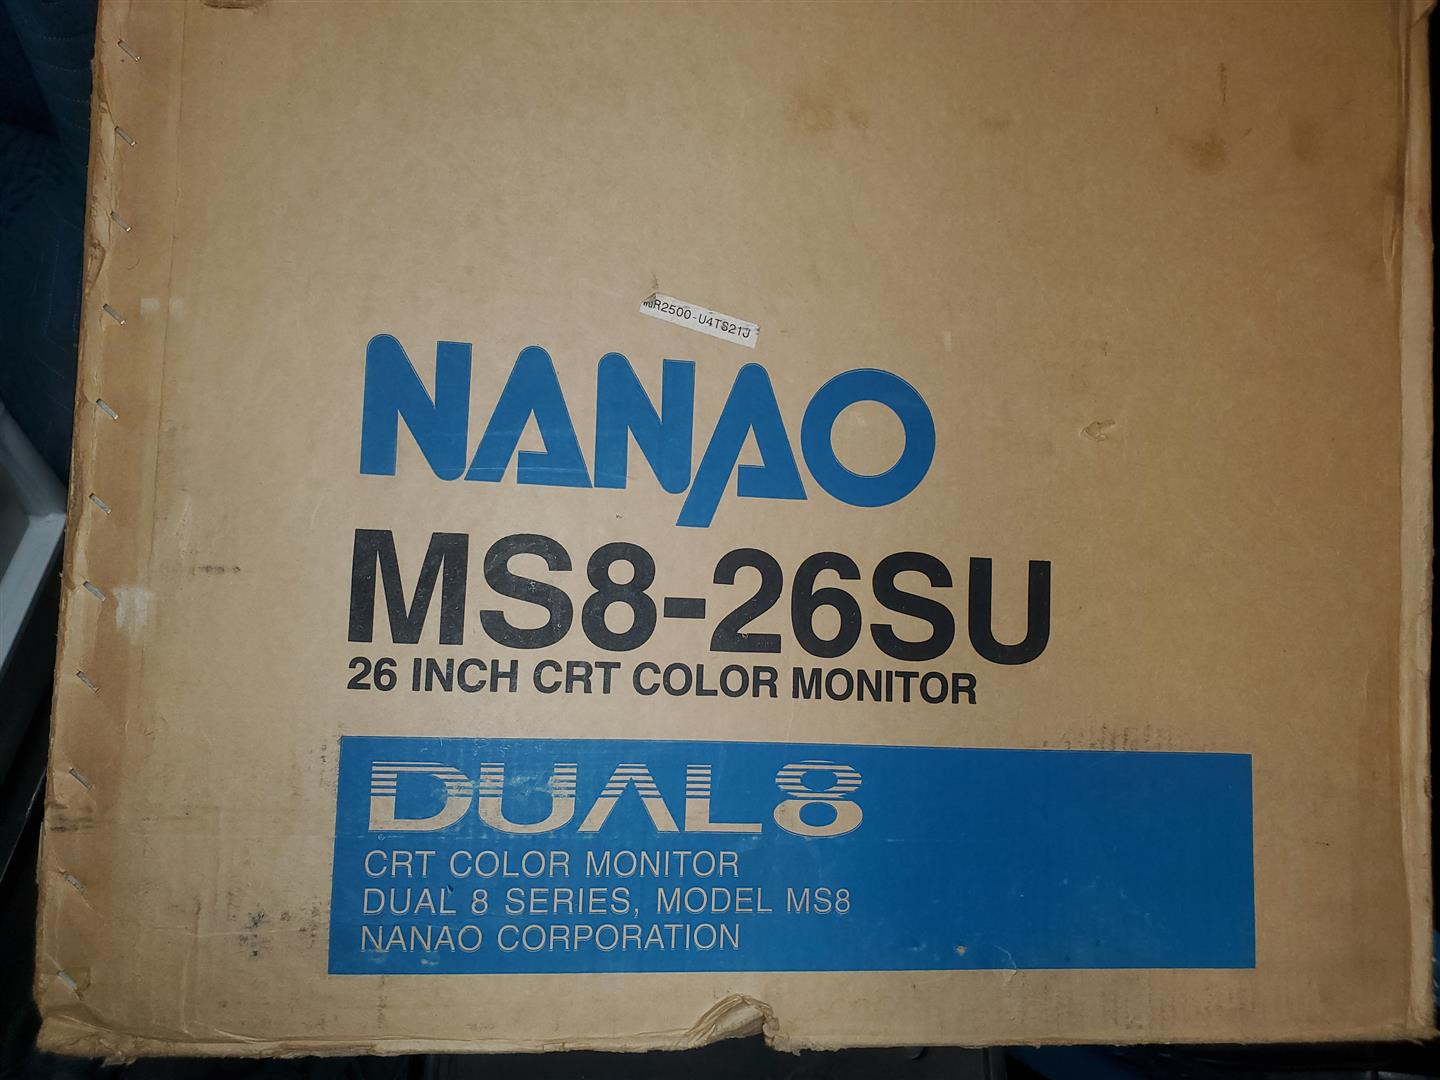 R2500-U4TS21J
NANAO
MS8-26SU
26 INCH CRT COLOR MONITOR
DUAL8
CRT COLOR MONITOR
DUAL 8 SERIES, MODEL MS8
NANAO CORPORATION